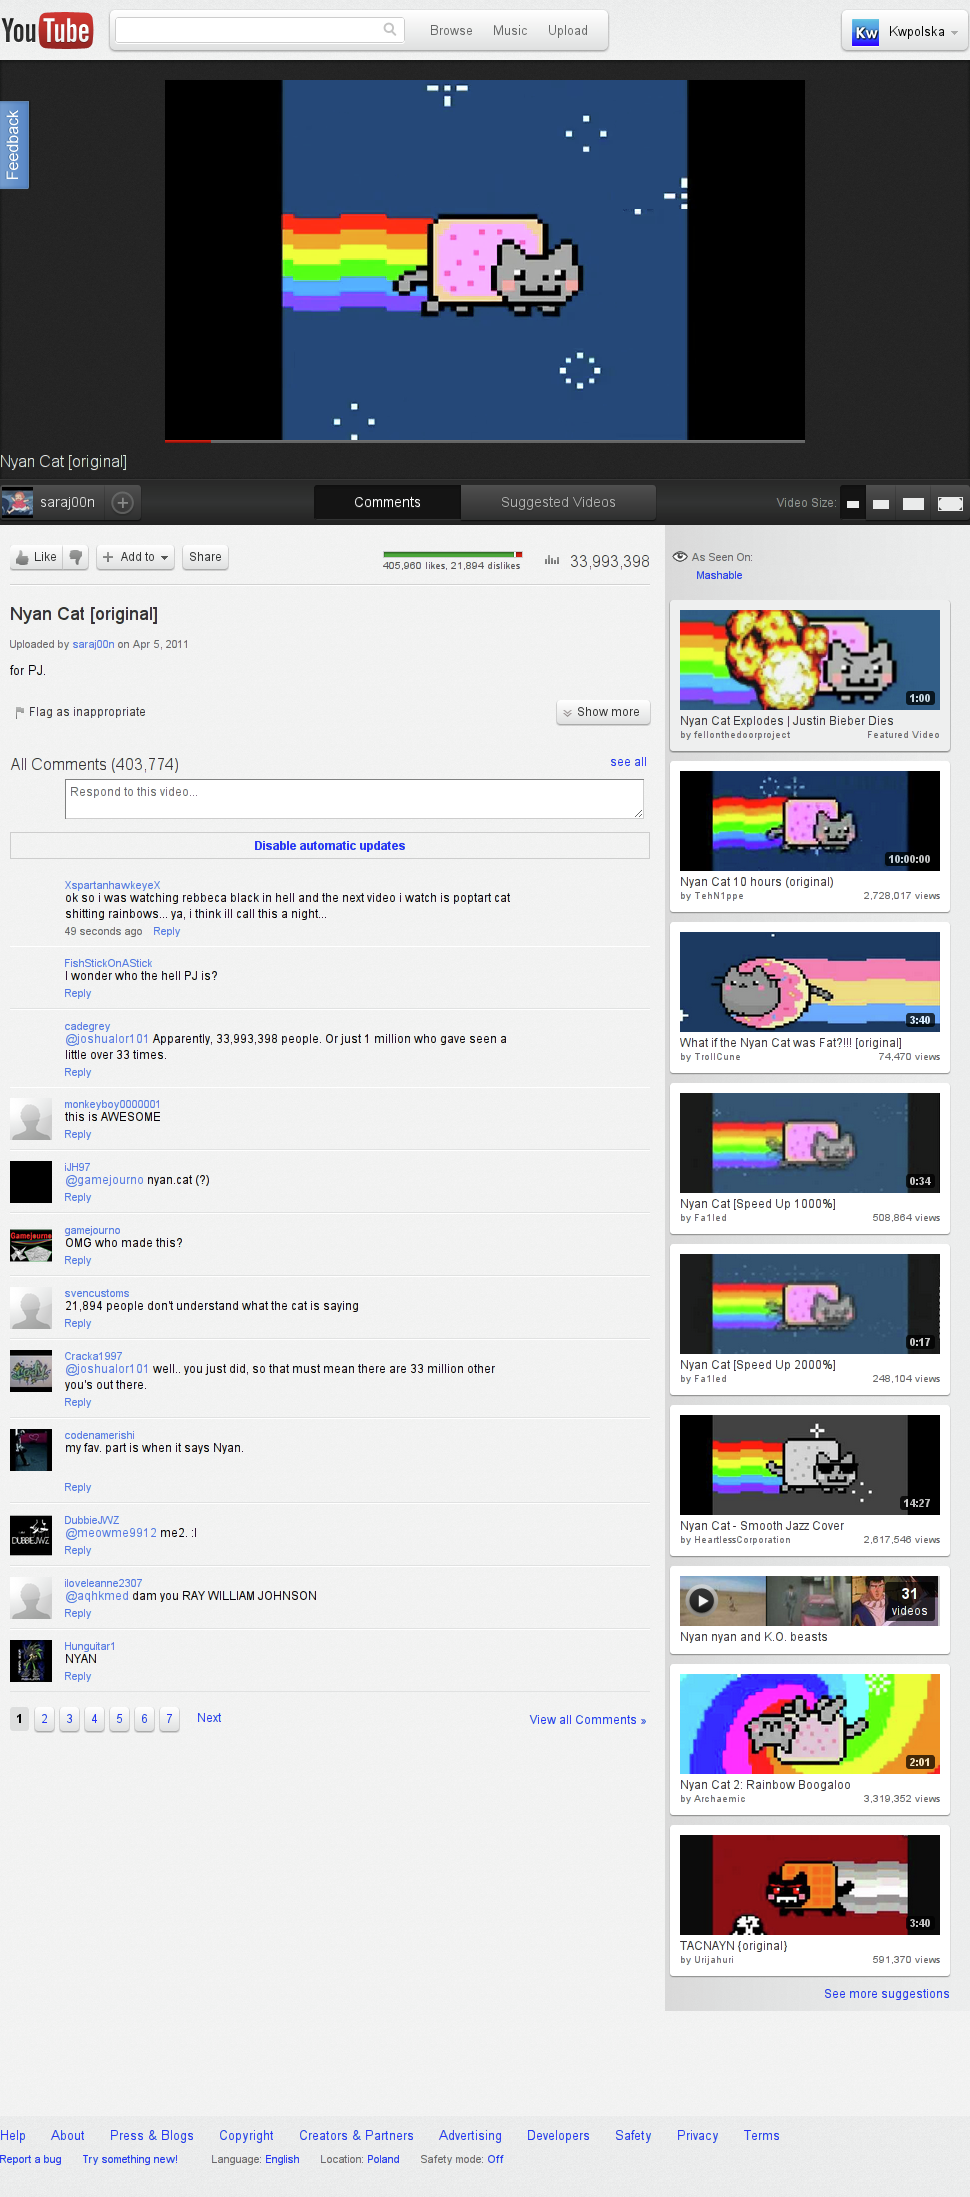 YouTube
Browse Music Upload
Kw Kwpolska
Feedback
Nyan Cat [original]
saraj00n
Comments Suggested Videos
Video Size:
Like Add to Share
405,960 likes, 21,894 dislikes
33,993,398
Nyan Cat [original]
Uploaded by saraj00n on Apr 5, 2011
for PJ.
Flag as inappropriate
Show more
All Comments (403,774)
see all
Respond to this video...
Disable automatic updates
XspartanhawkeyeX
ok so i was watching rebbeca black in hell and the next video i watch is poptart cat
shitting rainbows... ya, i think ill call this a night...
49 seconds ago Reply
FishStickOnAStick
I wonder who the hell PJ is?
Reply
cadegrey
@joshualor101 Apparently, 33,993,398 people. Or just 1 million who gave seen a
little over 33 times.
Reply
monkeyboy0000001
this is AWESOME
Reply
iJH97
@gamejourno nyan.cat (?)
Reply
Gamejourno
gamejourno
OMG who made this?
Reply
svencustoms
21,894 people don't understand what the cat is saying
Reply
Cracka1997
@joshualor101 well.. you just did, so that must mean there are 33 million other
you's out there.
Reply
codenamerishi
my fav. part is when it says Nyan.
Reply
DUBBIEJWZ
DubbieJWZ
@meowme9912 me2. :l
Reply
iloveleanne2307
@aqhkmed dam you RAY WILLIAM JOHNSON
Reply
Hunguitar1
NYAN
Reply
1 2 3 4 5 6 7 Next
View all Comments »
As Seen On:
Mashable
1:00
Nyan Cat Explodes | Justin Bieber Dies
by fellonthedoorproject Featured Video
10:00:00
Nyan Cat 10 hours (original)
by TehN1ppe 2,728,017 views
3:40
What if the Nyan Cat was Fat?!!! [original]
by TrollCune 74,470 views
0:34
Nyan Cat [Speed Up 1000%]
by Fa1led 508,864 views
0:17
Nyan Cat [Speed Up 2000%]
by Fa1led 248,104 views
14:27
Nyan Cat - Smooth Jazz Cover
by HeartlessCorporation 2,617,546 views
31
videos
Nyan nyan and K.O. beasts
2:01
Nyan Cat 2: Rainbow Boogaloo
by Archaemic 3,319,352 views
3:40
TACNAYN {original}
by Urijahuri 591,370 views
See more suggestions
Help About Press & Blogs Copyright Creators & Partners Advertising Developers Safety Privacy Terms
Report a bug Try something new! Language: English Location: Poland Safety mode: Off